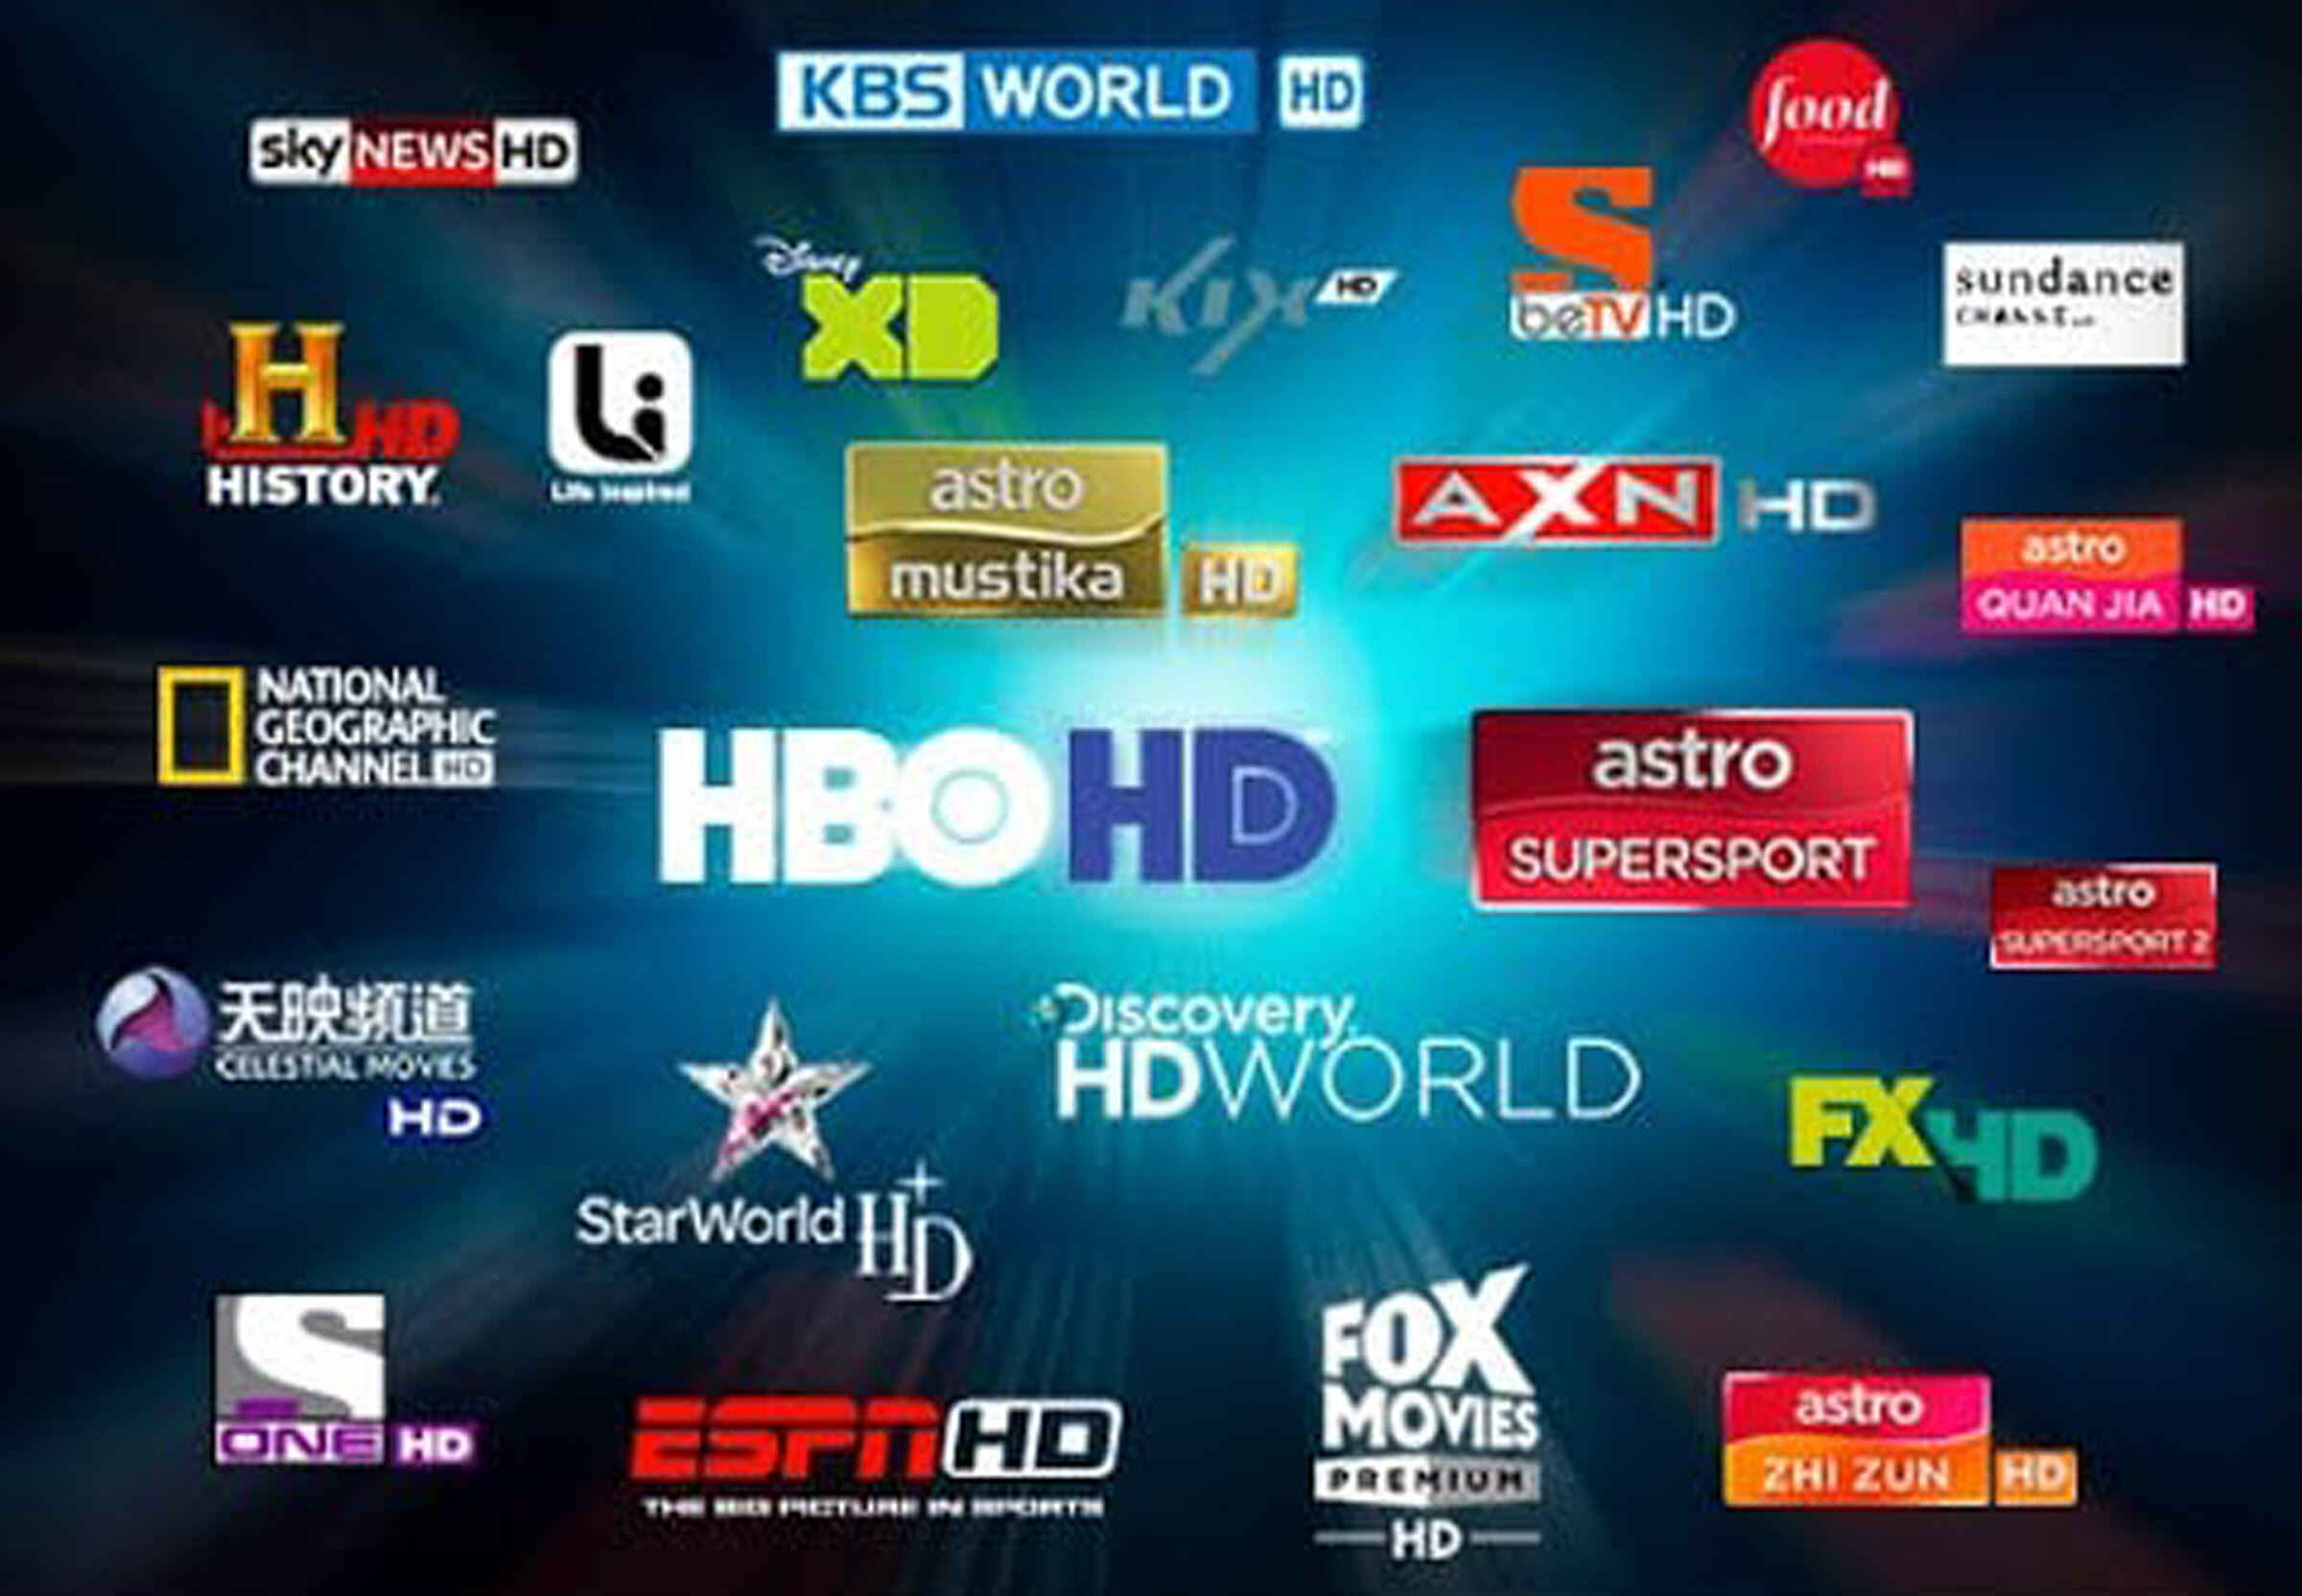 KBS WORLD HD
food
HD
sky NEWS HD
S
beTV HD
Disney
XD
KIX HD
sundance
CHANNEL
H HD
HISTORY
Li
Life Inspired
astro
mustika HD
AXN HD
astro
QUAN JIA HD
NATIONAL
GEOGRAPHIC
CHANNEL HD
HBO HD
astro
SUPERSPORT
astro
SUPERSPORT 2
天映频道
CELESTIAL MOVIES
HD
Discovery
HD WORLD
FX HD
StarWorld HD
S
ONE HD
ESPN HD
THE BIG PICTURE IN SPORTS
FOX
MOVIES
PREMIUM
HD
astro
ZHI ZUN HD